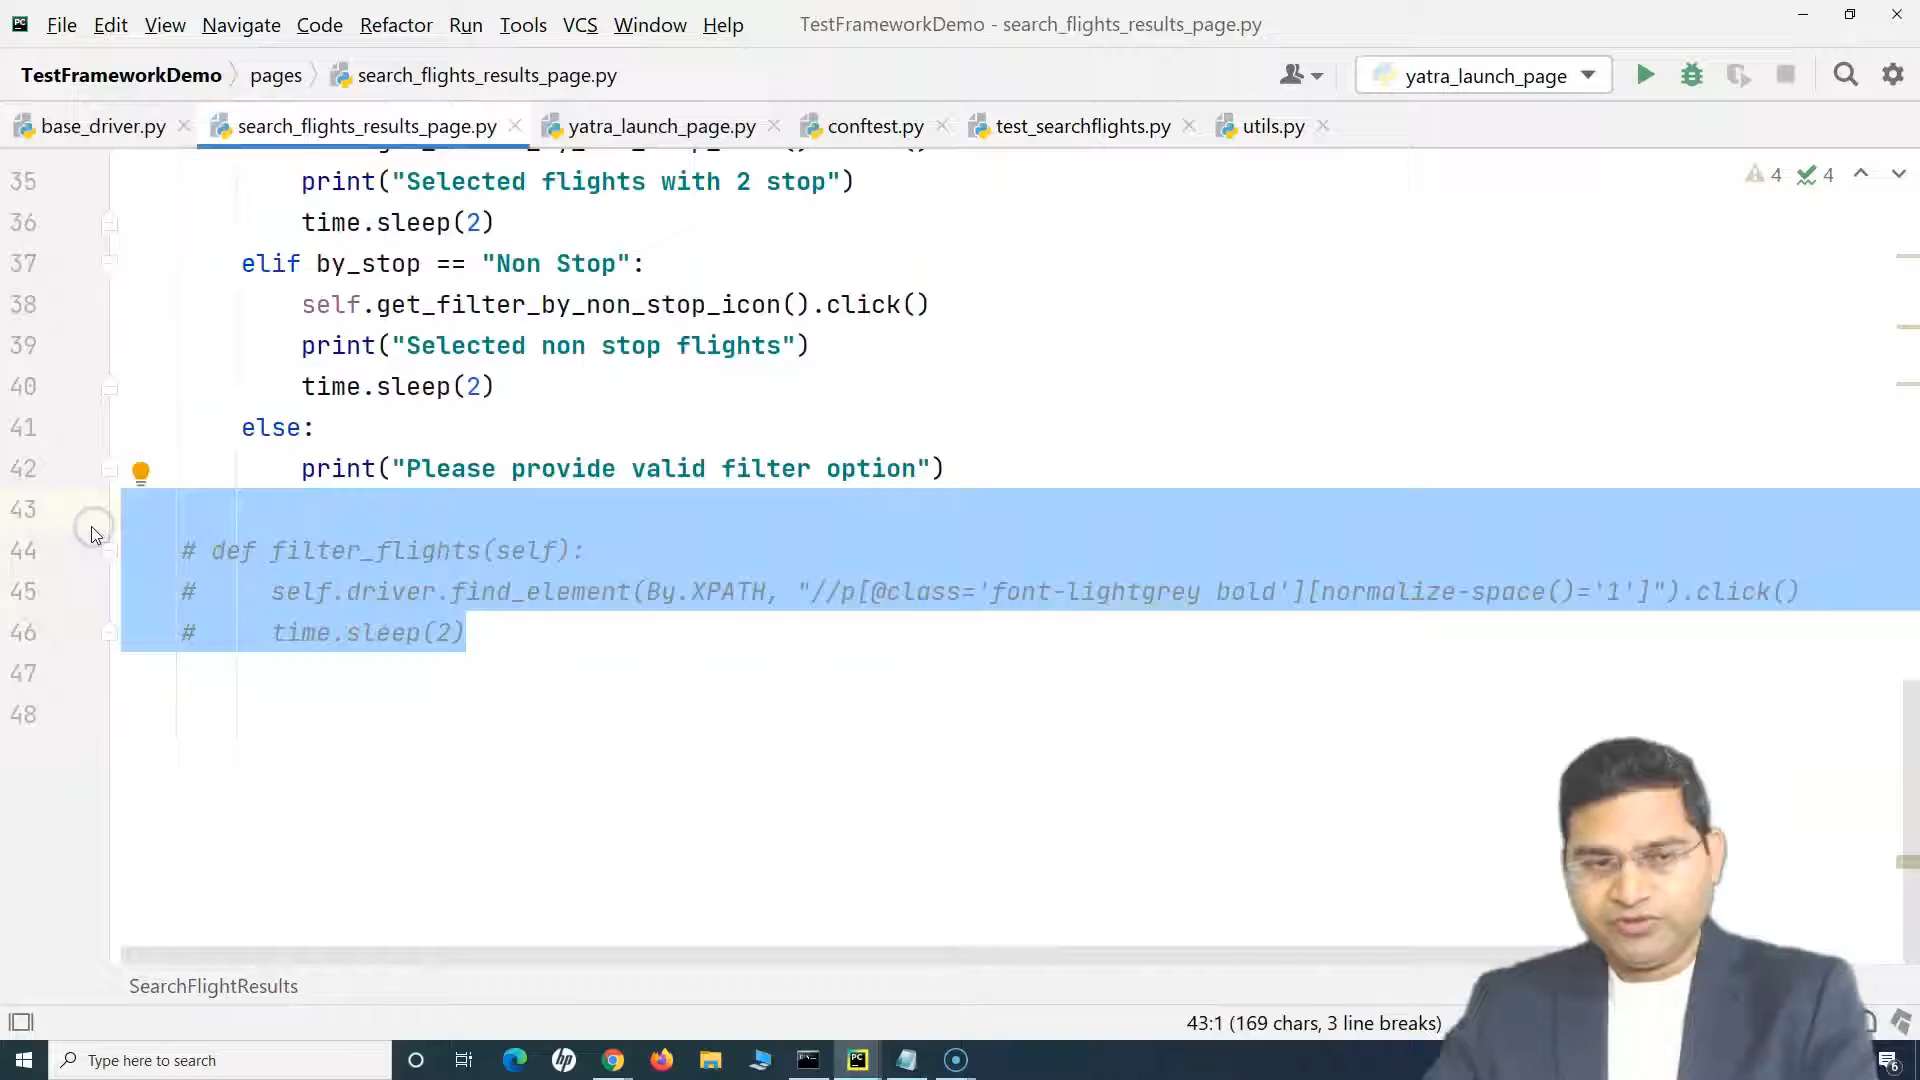 File Edit View Navigate Code Refactor Run Tools VCS Window Help TestFrameworkDemo - search_flights_results_page.py
TestFrameworkDemo pages search_flights_results_page.py yatra_launch_page
base_driver.py search_flights_results_page.py yatra_launch_page.py conftest.py test_searchflights.py utils.py
4 4
35 print("Selected flights with 2 stop")
36 time.sleep(2)
37 elif by_stop == "Non Stop":
38 self.get_filter_by_non_stop_icon().click()
39 print("Selected non stop flights")
40 time.sleep(2)
41 else:
42 print("Please provide valid filter option")
43
44 # def filter_flights(self):
45 # self.driver.find_element(By.XPATH, "//p[@class='font-lightgrey bold'][normalize-space()='1']").click()
46 # time.sleep(2)
47
48
SearchFlightResults
43:1 (169 chars, 3 line breaks)
Type here to search